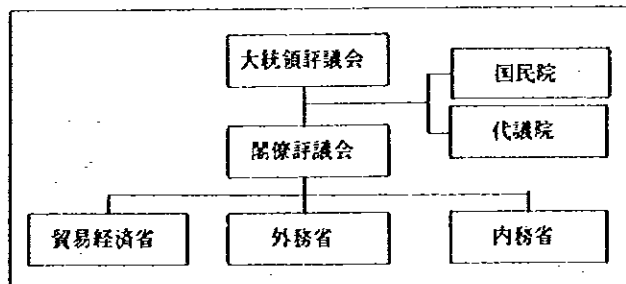 大統領評議会
国民院
代議院
閣僚評議会
貿易経済省
外務省
内務省